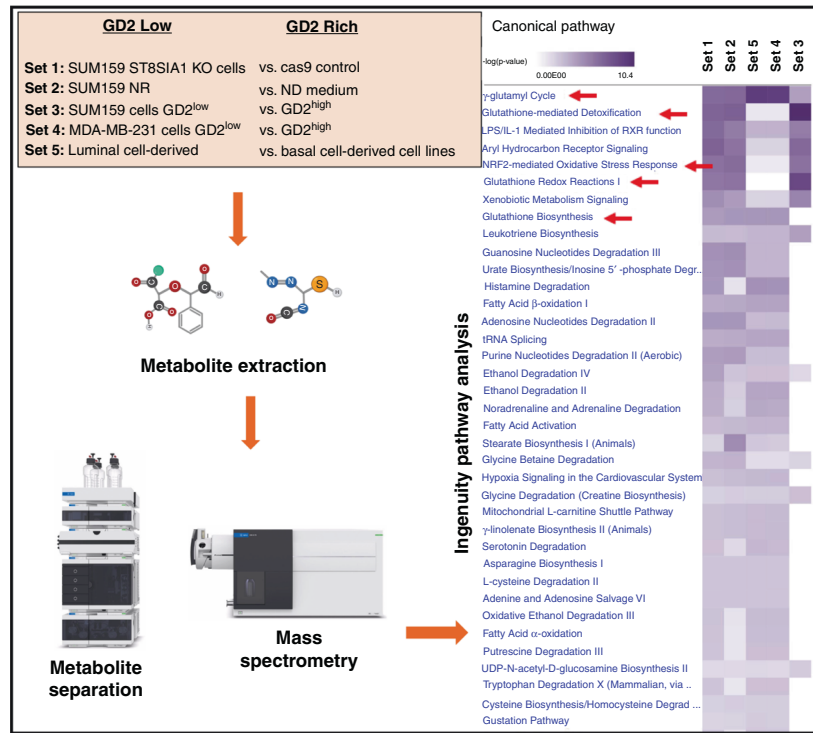 GD2 Low
GD2 Rich
Set 1: SUM159 ST8SIA1 KO cells vs. cas9 control
Set 2: SUM159 NR vs. ND medium
Set 3: SUM159 cells GD2low vs. GD2high
Set 4: MDA-MB-231 cells GD2low vs. GD2high
Set 5: Luminal cell-derived vs. basal cell-derived cell lines
Metabolite extraction
Metabolite
separation
Mass
spectrometry
Ingenuity pathway analysis
Canonical pathway
-log(p-value)
0.00E00 10.4
Set 1 Set 2 Set 5 Set 4 Set 3
γ-glutamyl Cycle
Glutathione-mediated Detoxification
LPS/IL-1 Mediated Inhibition of RXR function
Aryl Hydrocarbon Receptor Signaling
NRF2-mediated Oxidative Stress Response
Glutathione Redox Reactions I
Xenobiotic Metabolism Signaling
Glutathione Biosynthesis
Leukotriene Biosynthesis
Guanosine Nucleotides Degradation III
Urate Biosynthesis/Inosine 5′ -phosphate Degr..
Histamine Degradation
Fatty Acid β-oxidation I
Adenosine Nucleotides Degradation II
tRNA Splicing
Purine Nucleotides Degradation II (Aerobic)
Ethanol Degradation IV
Ethanol Degradation II
Noradrenaline and Adrenaline Degradation
Fatty Acid Activation
Stearate Biosynthesis I (Animals)
Glycine Betaine Degradation
Hypoxia Signaling in the Cardiovascular System
Glycine Degradation (Creatine Biosynthesis)
Mitochondrial L-carnitine Shuttle Pathway
γ-linolenate Biosynthesis II (Animals)
Serotonin Degradation
Asparagine Biosynthesis I
L-cysteine Degradation II
Adenine and Adenosine Salvage VI
Oxidative Ethanol Degradation III
Fatty Acid α-oxidation
Putrescine Degradation III
UDP-N-acetyl-D-glucosamine Biosynthesis II
Tryptophan Degradation X (Mammalian, via ..
Cysteine Biosynthesis/Homocysteine Degrad ...
Gustation Pathway